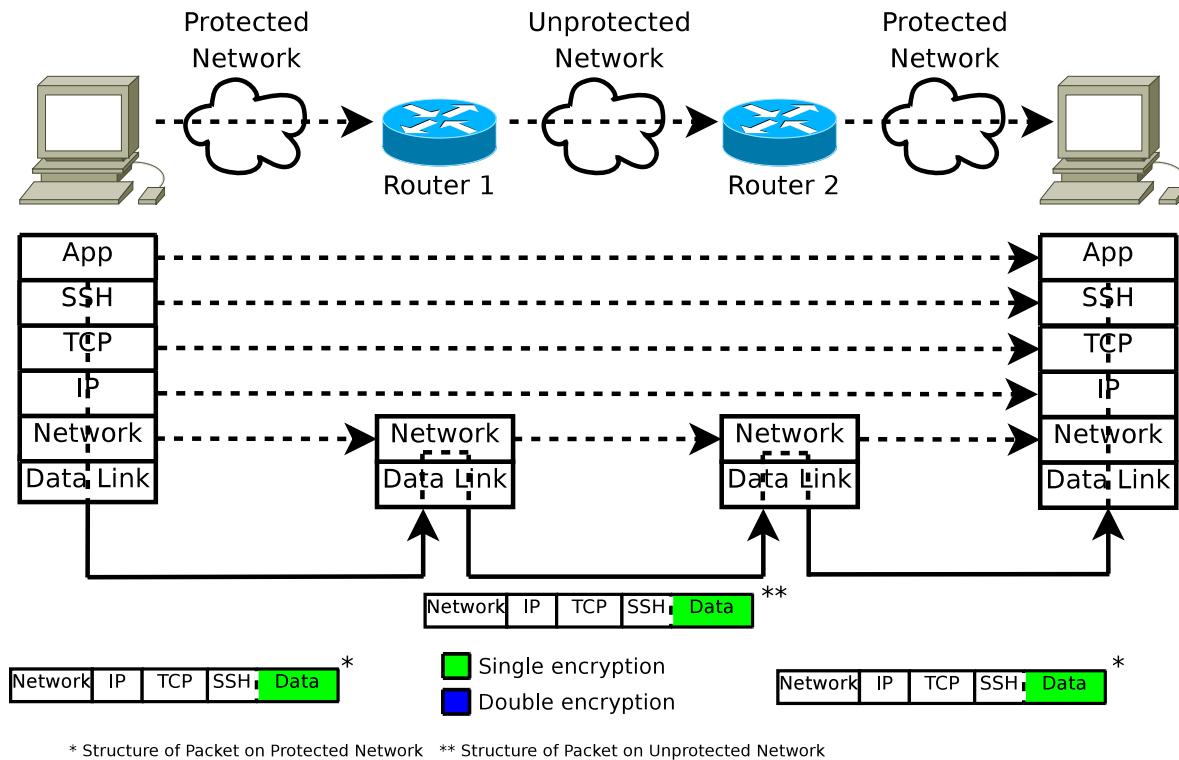 Protected
Network
Unprotected
Network
Protected
Network
Router 1
Router 2
App
SSH
TCP
IP
Network
Data Link
Network
Data Link
Network
Data Link
App
SSH
TCP
IP
Network
Data Link
Network IP TCP SSH Data **
Single encryption
Double encryption
Network IP TCP SSH Data *
Network IP TCP SSH Data *
* Structure of Packet on Protected Network ** Structure of Packet on Unprotected Network